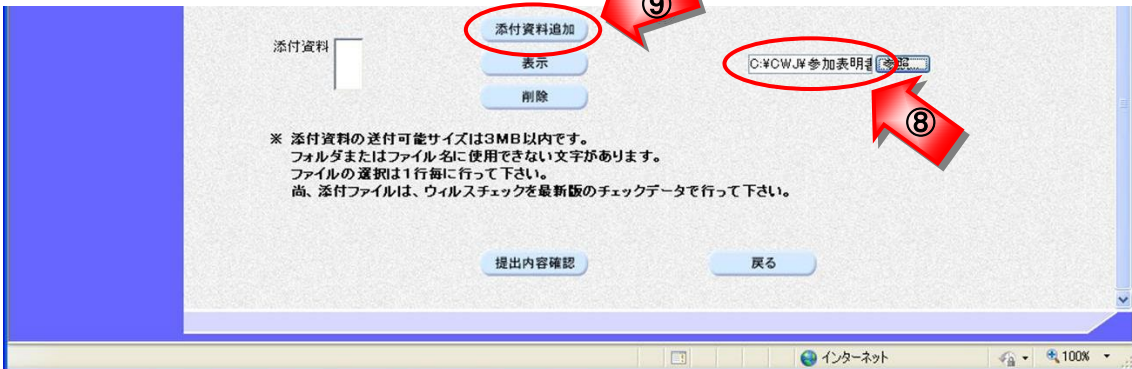 ⑨
添付資料追加
添付資料
表示
C:¥CWJ¥参加表明書 参照...
削除
⑧
※ 添付資料の送付可能サイズは3MB以内です。
フォルダまたはファイル名に使用できない文字があります。
ファイルの選択は1行毎に行って下さい。
尚、添付ファイルは、ウィルスチェックを最新版のチェックデータで行って下さい。
提出内容確認 戻る
インターネット 100%